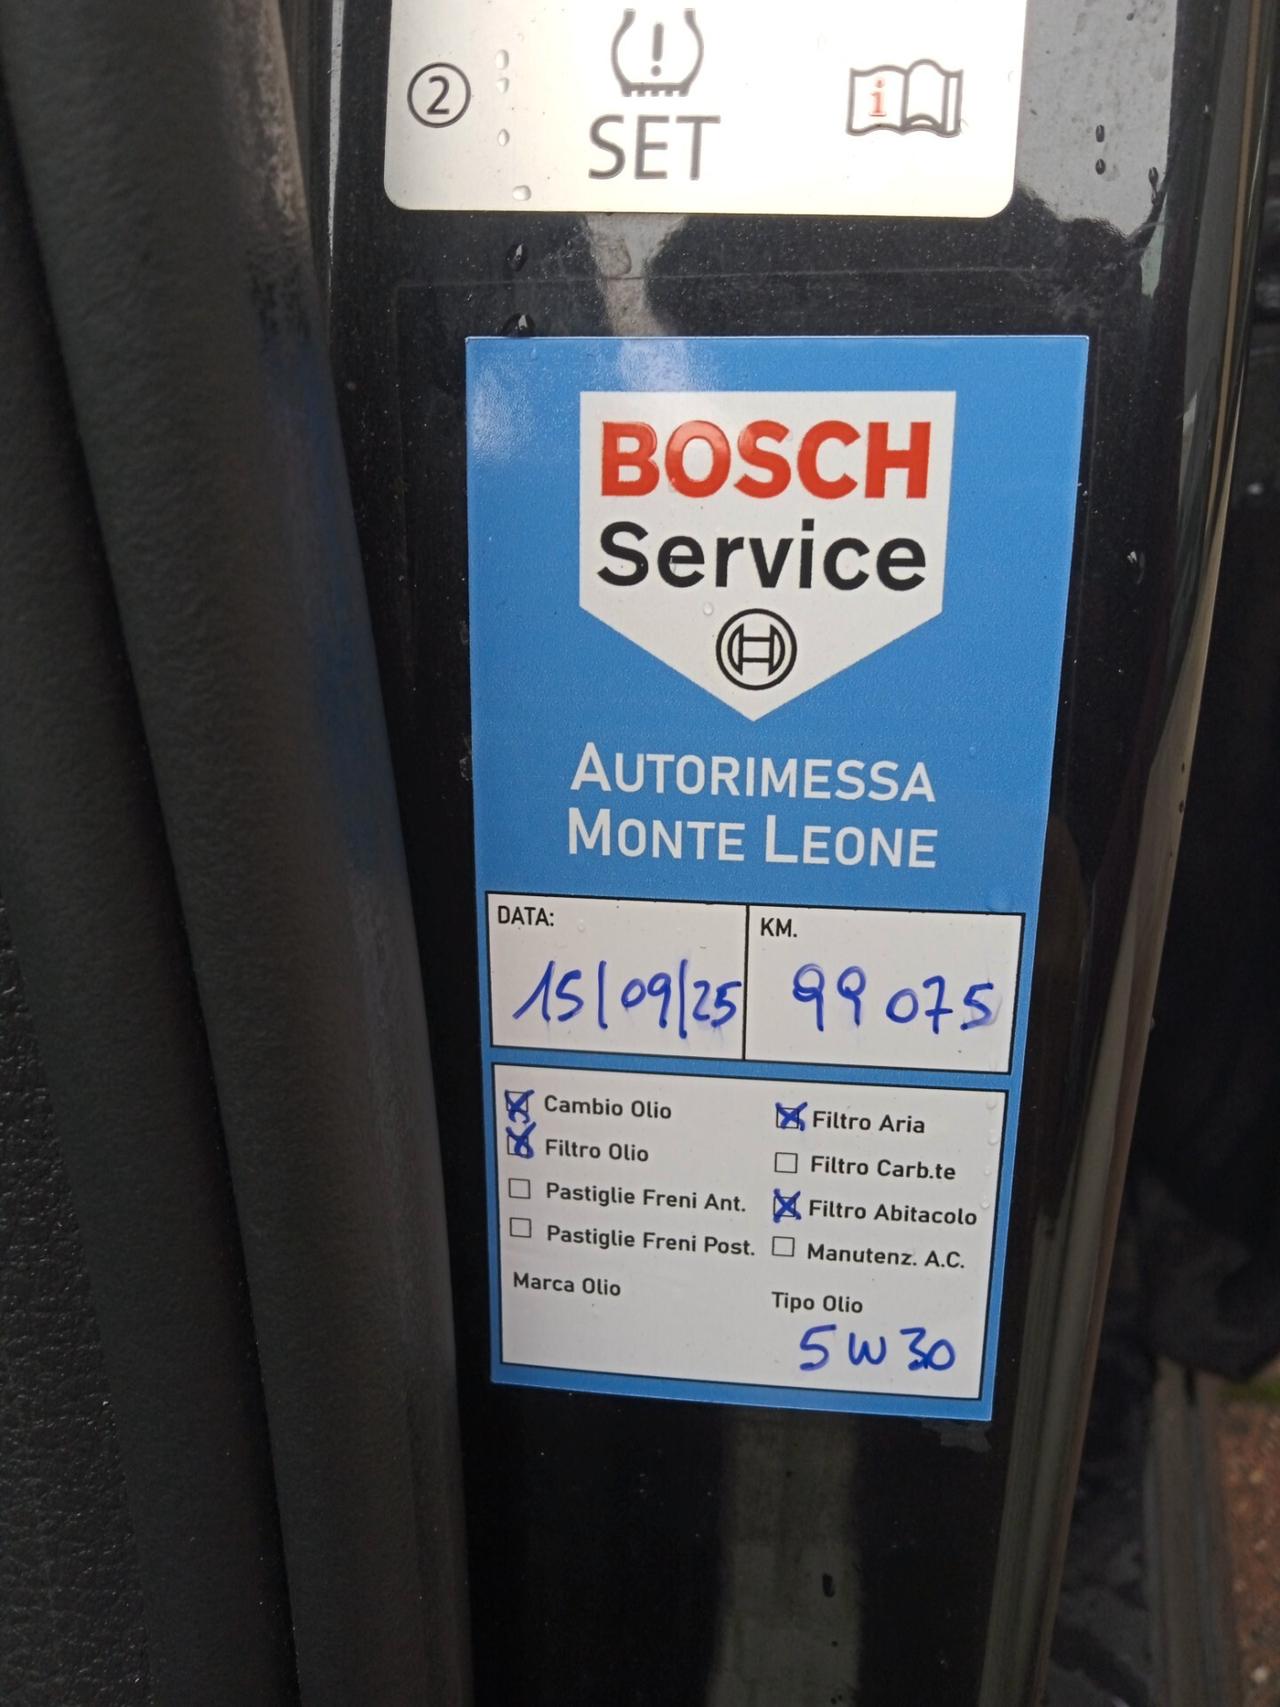 2
SET
i
BOSCH
Service
AUTORIMESSA
MONTE LEONE
DATA:
15/09/25
KM.
99075
Cambio Olio
Filtro Olio
Pastiglie Freni Ant.
Pastiglie Freni Post.
Filtro Aria
Filtro Carb.te
Filtro Abitacolo
Manutenz. A.C.
Marca Olio
Tipo Olio
5W30